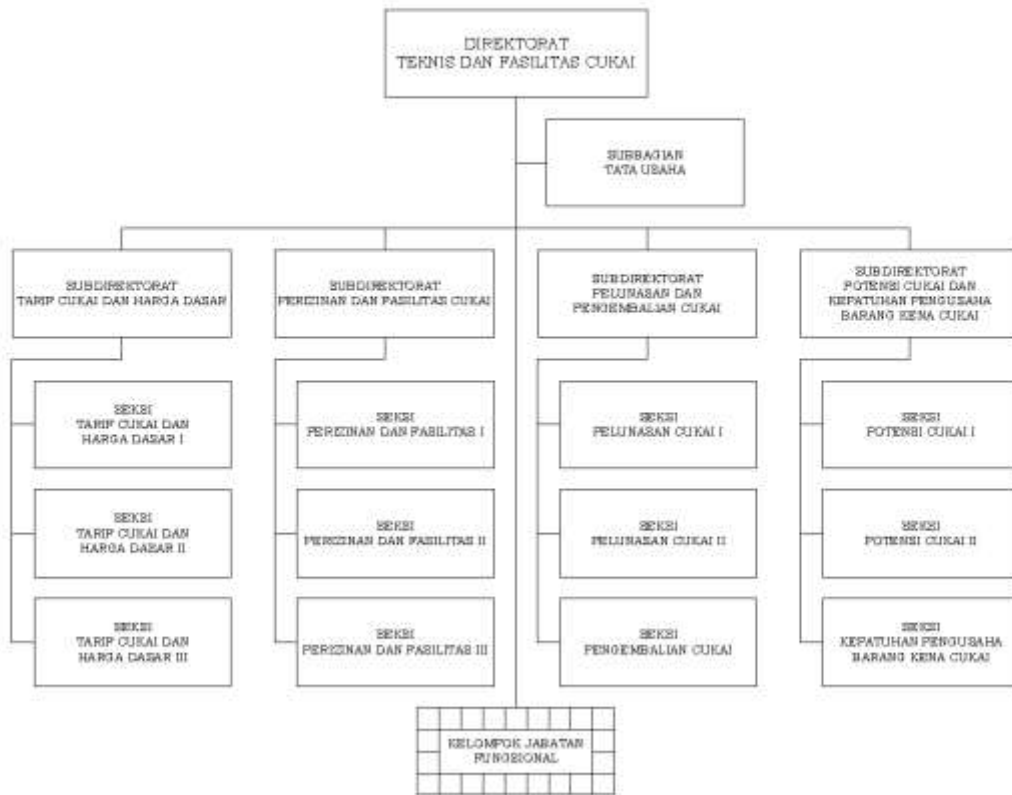 DIREKTORAT
TEKNIS DAN FASILITAS CUKAI
SUBBAGIAN
TATA USAHA
SUBDIREKTORAT
TARIF CUKAI DAN HARGA DASAR
SUBDIREKTORAT
PERIZINAN DAN FASILITAS CUKAI
SUBDIREKTORAT
PELUNASAN DAN
PENGEMBALIAN CUKAI
SUBDIREKTORAT
POTENSI CUKAI DAN
KEPATUHAN PENGUSAHA
BARANG KENA CUKAI
SEKSI
TARIF CUKAI DAN
HARGA DASAR I
SEKSI
PERIZINAN DAN FASILITAS I
SEKSI
PELUNASAN CUKAI I
SEKSI
POTENSI CUKAI I
SEKSI
TARIF CUKAI DAN
HARGA DASAR II
SEKSI
PERIZINAN DAN FASILITAS II
SEKSI
PELUNASAN CUKAI II
SEKSI
POTENSI CUKAI II
SEKSI
TARIF CUKAI DAN
HARGA DASAR III
SEKSI
PERIZINAN DAN FASILITAS III
SEKSI
PENGEMBALIAN CUKAI
SEKSI
KEPATUHAN PENGUSAHA
BARANG KENA CUKAI
KELOMPOK JABATAN
FUNGSIONAL